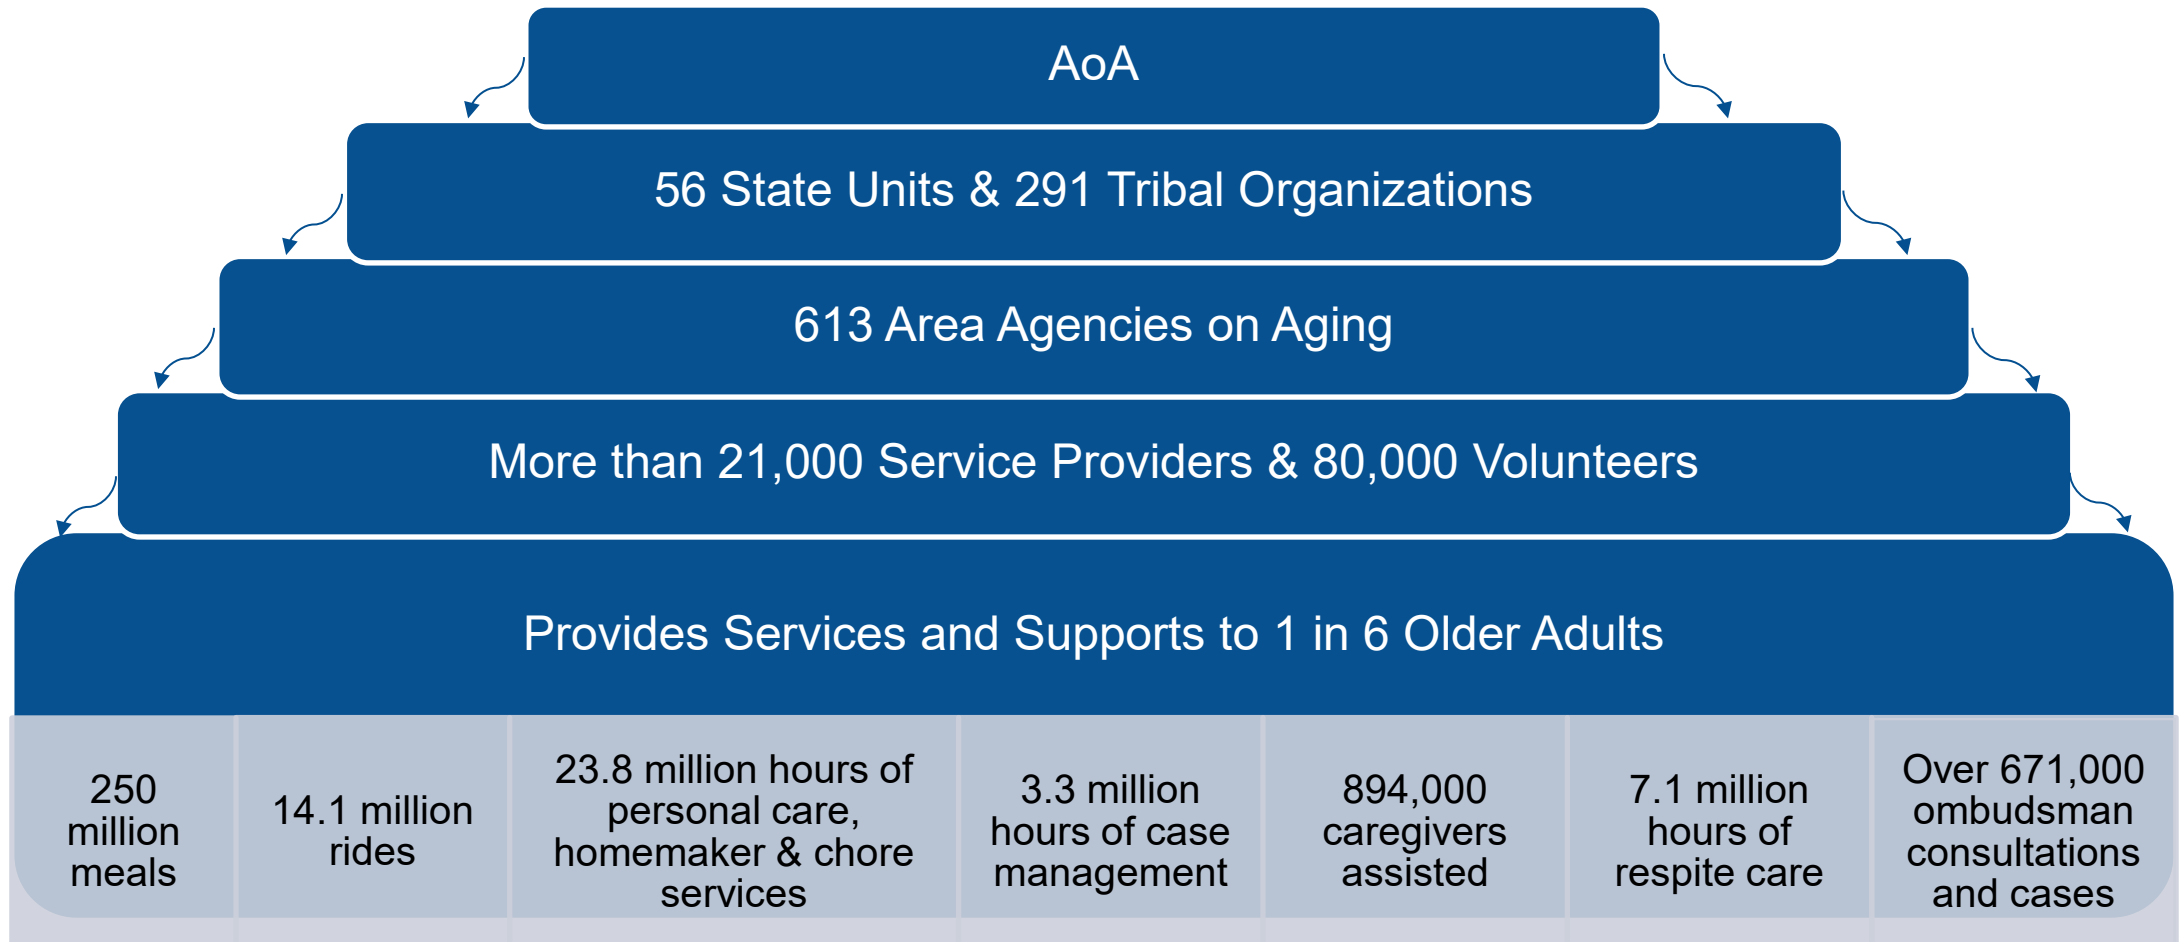 AoA
56 State Units & 291 Tribal Organizations
613 Area Agencies on Aging
More than 21,000 Service Providers & 80,000 Volunteers
Provides Services and Supports to 1 in 6 Older Adults
250
million
meals
14.1 million
rides
23.8 million hours of
personal care,
homemaker & chore
services
3.3 million
hours of case
management
894,000
caregivers
assisted
7.1 million
hours of
respite care
Over 671,000
ombudsman
consultations
and cases